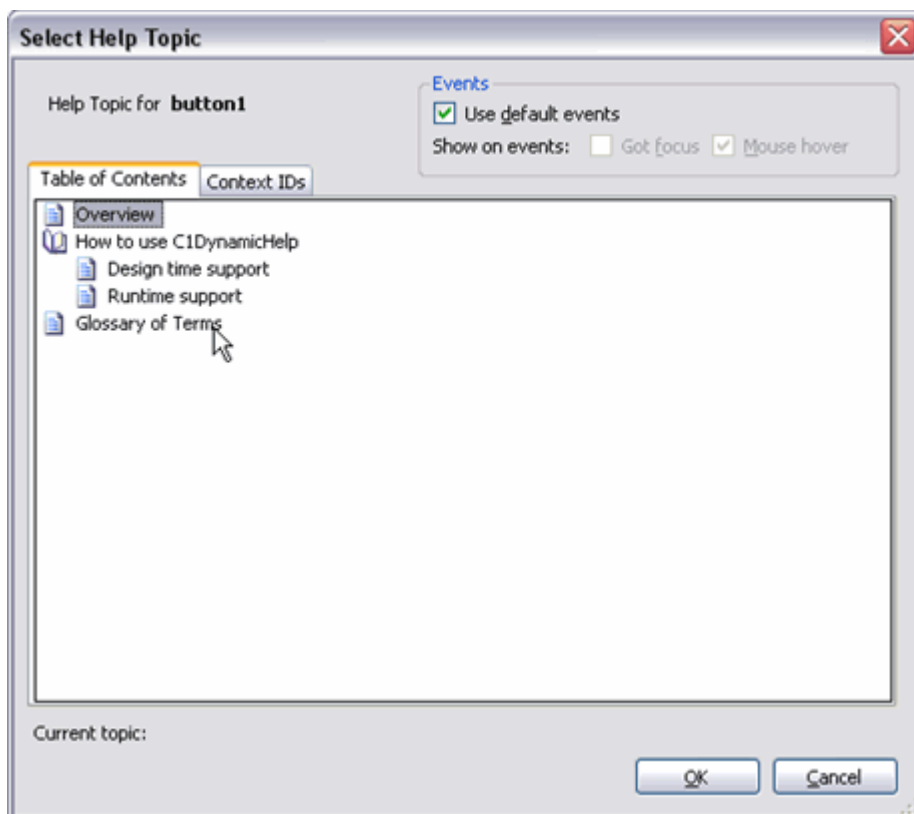 Select Help Topic
Help Topic for button1
Events
Use default events
Show on events: Got focus Mouse hover
Table of Contents Context IDs
Overview
How to use C1DynamicHelp
Design time support
Runtime support
Glossary of Terms
Current topic:
OK Cancel